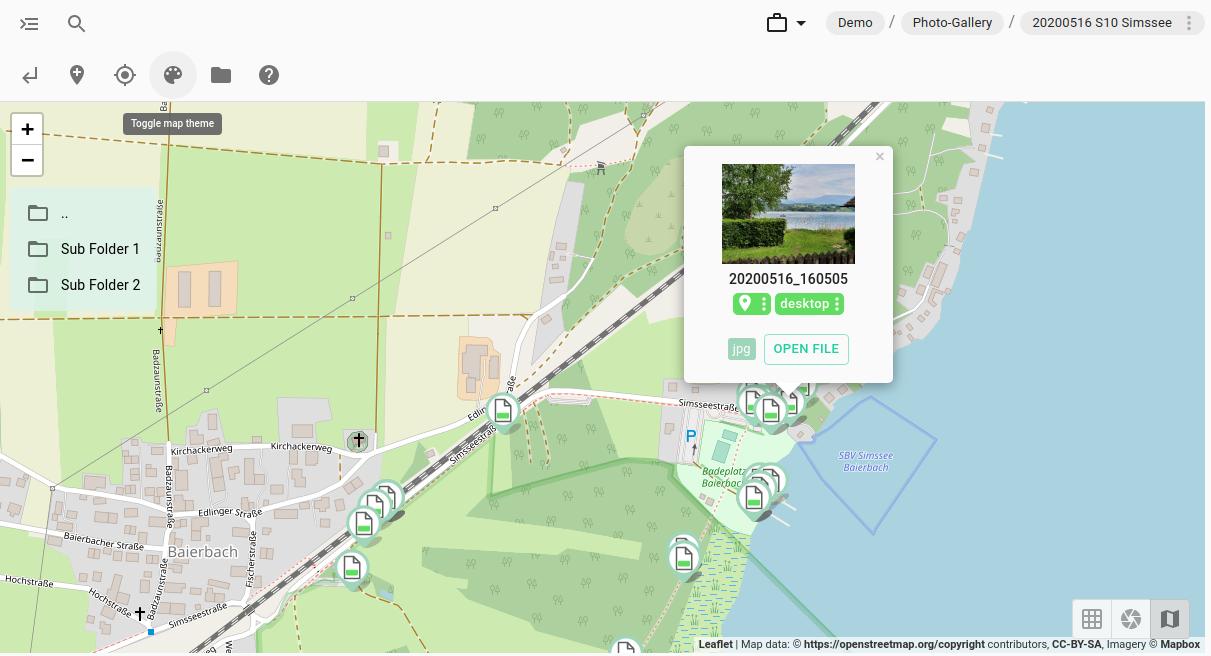 Demo / Photo-Gallery / 20200516 S10 Simssee
Toggle map theme
+
−
..
Sub Folder 1
Sub Folder 2
Badzaunstraße
Badzaunstraße
20200516_160505
desktop
jpg
OPEN FILE
Simsseestraße
Simsseestraße
P
Kirchackerweg
Kirchackerweg
SBV Simssee
Baierbach
Badeplatz
Baierbach
Badzaunstraße
Edlinger Straße
Baierbacher Straße
Baierbach
Fischerstraße
Hochstraße
Hochstraße
Badzaunstraße
Simsseestraße
Leaflet | Map data: © https://openstreetmap.org/copyright contributors, CC-BY-SA, Imagery © Mapbox